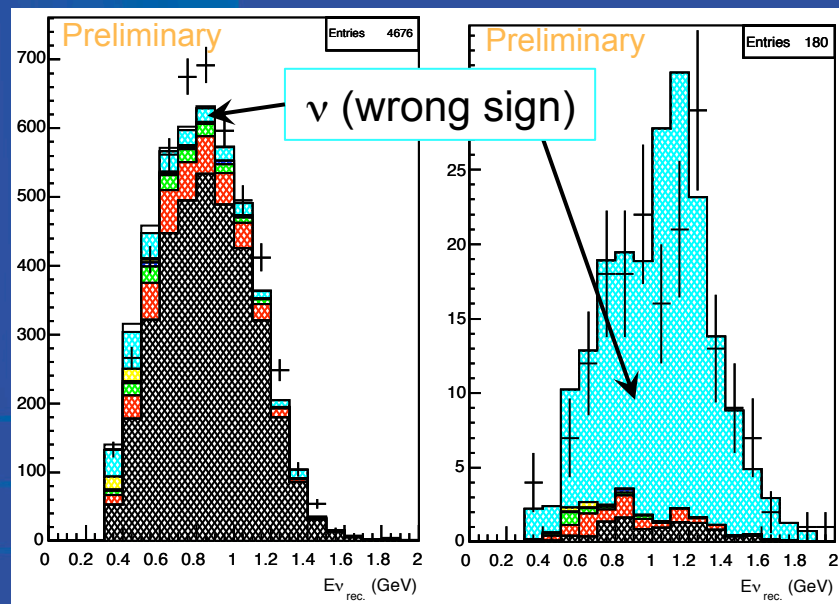 Preliminary
Entries 4676
700
600
500
400
300
200
100
0
0 0.2 0.4 0.6 0.8 1 1.2 1.4 1.6 1.8 2
Eν rec. (GeV)
ν (wrong sign)
Preliminary
Entries 180
25
20
15
10
5
0
0 0.2 0.4 0.6 0.8 1 1.2 1.4 1.6 1.8 2
Eν rec. (GeV)